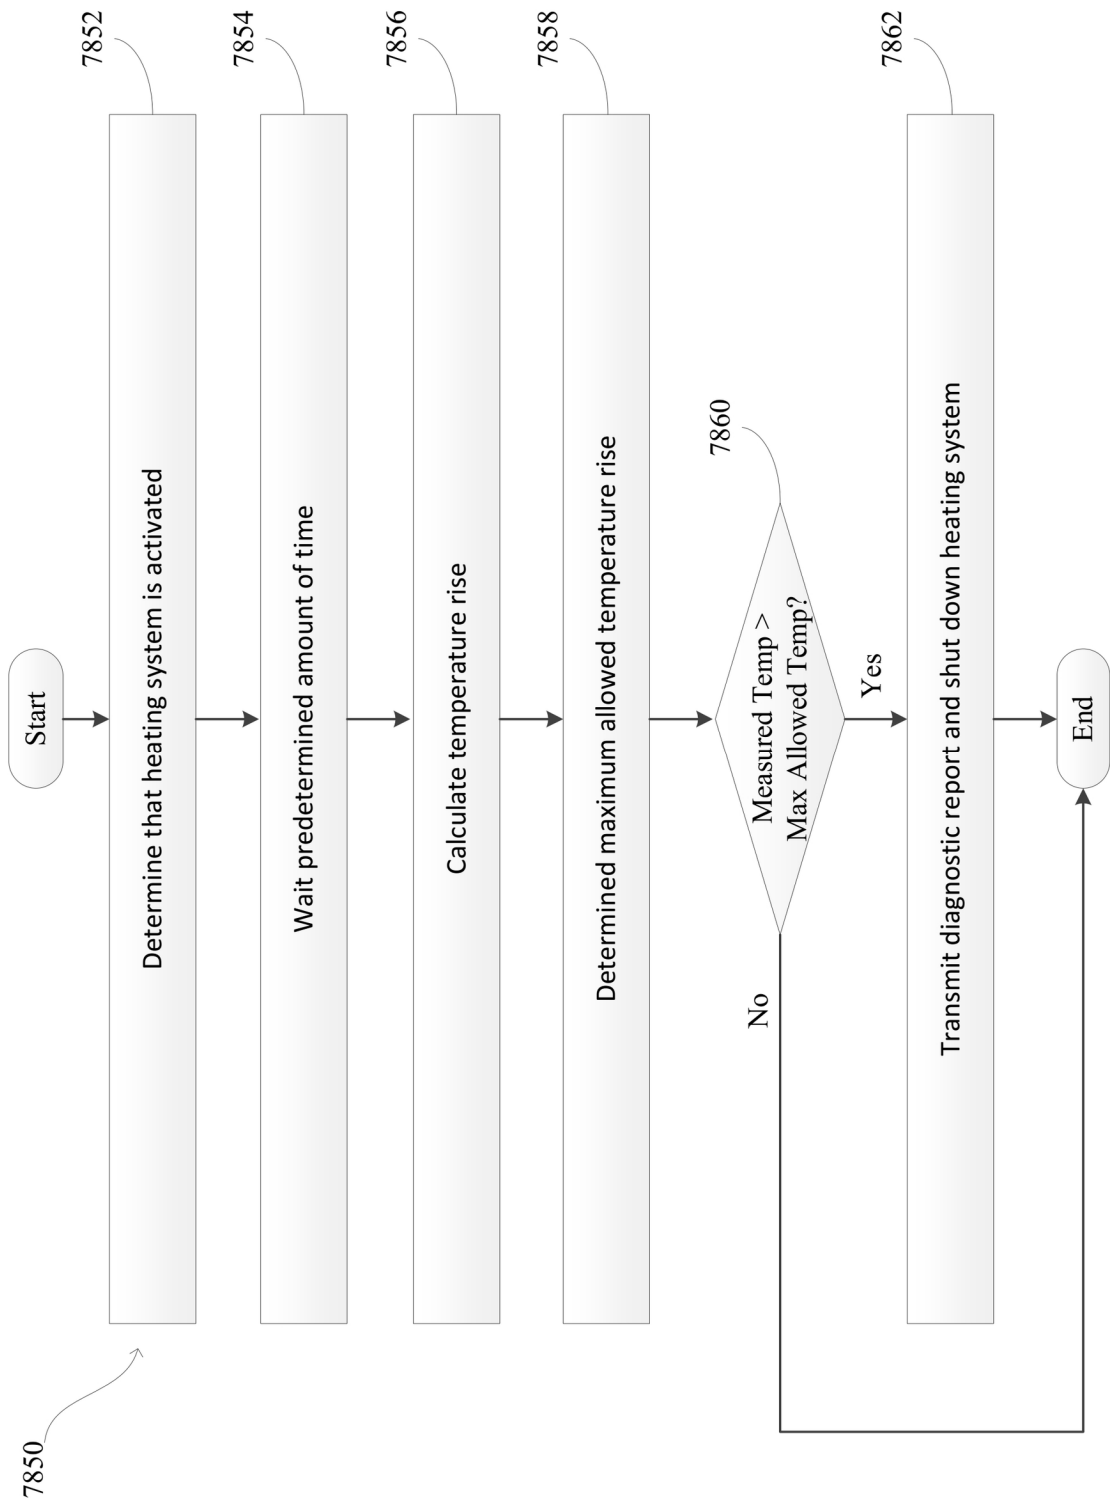 7850
Start
7852
Determine that heating system is activated
7854
Wait predetermined amount of time
7856
Calculate temperature rise
7858
Determined maximum allowed temperature rise
7860
Measured Temp >
Max Allowed Temp?
No
Yes
7862
Transmit diagnostic report and shut down heating system
End